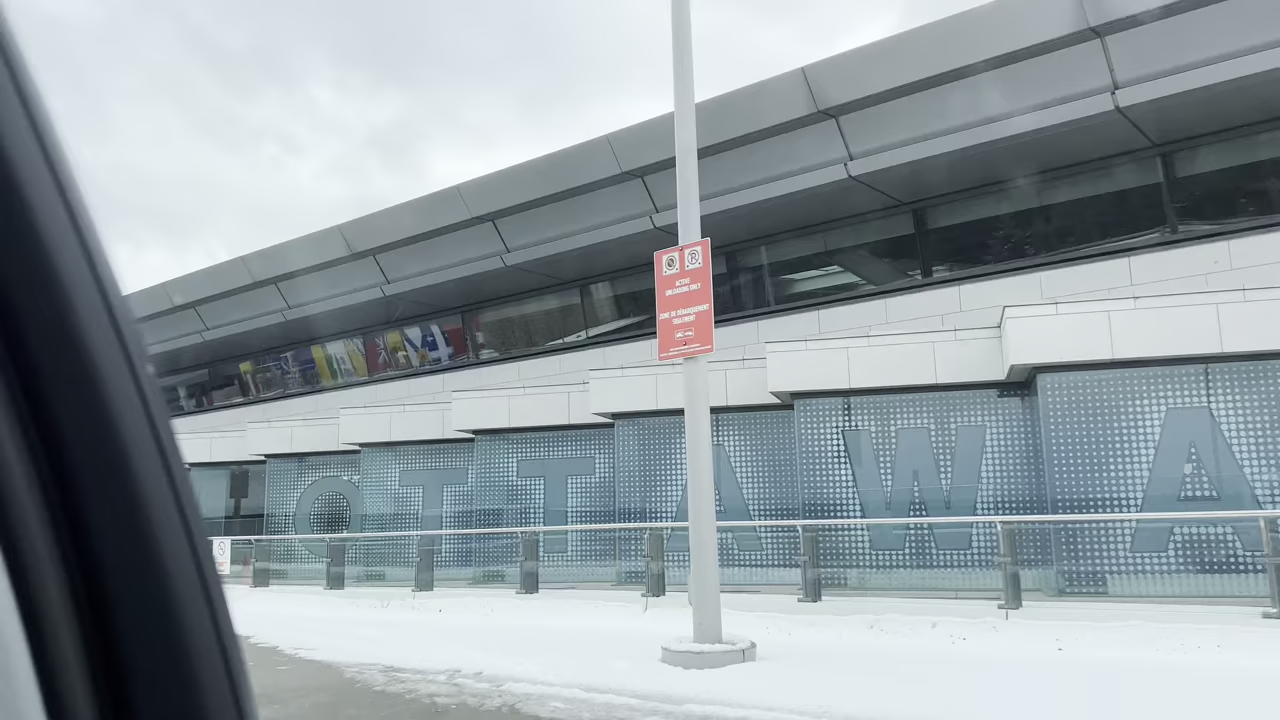 ACTIVE
UNLOADING ONLY
ZONE DE DÉBARQUEMENT
SEULEMENT
OTTAWA